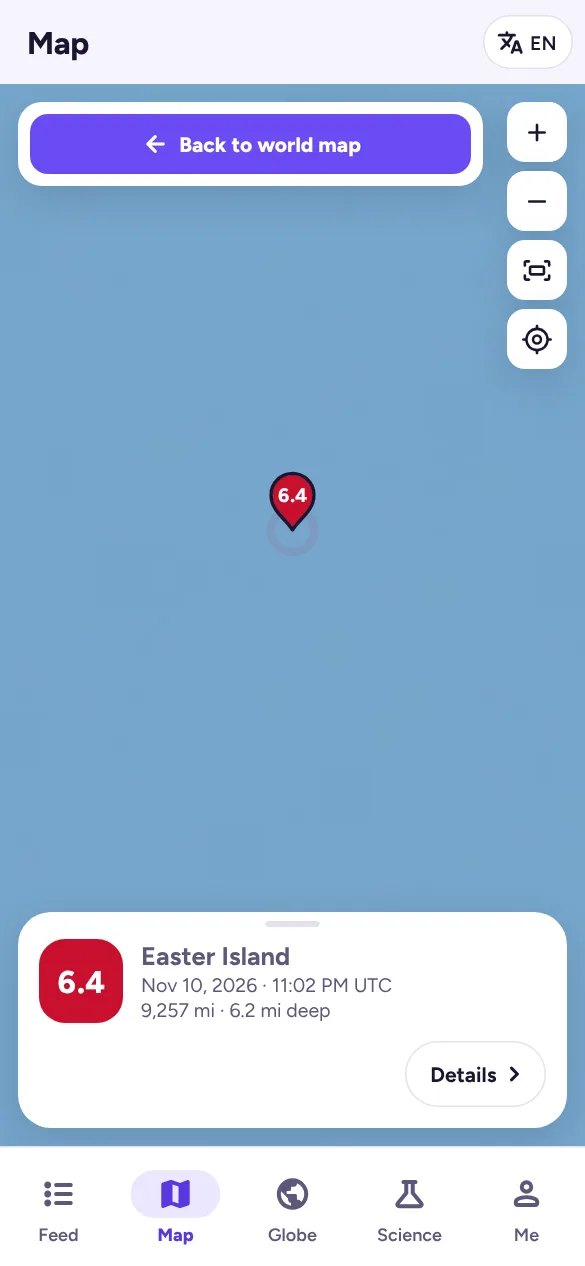 Map
EN
Back to world map
6.4
6.4
Easter Island
Nov 10, 2026 · 11:02 PM UTC
9,257 mi · 6.2 mi deep
Details
Feed
Map
Globe
Science
Me